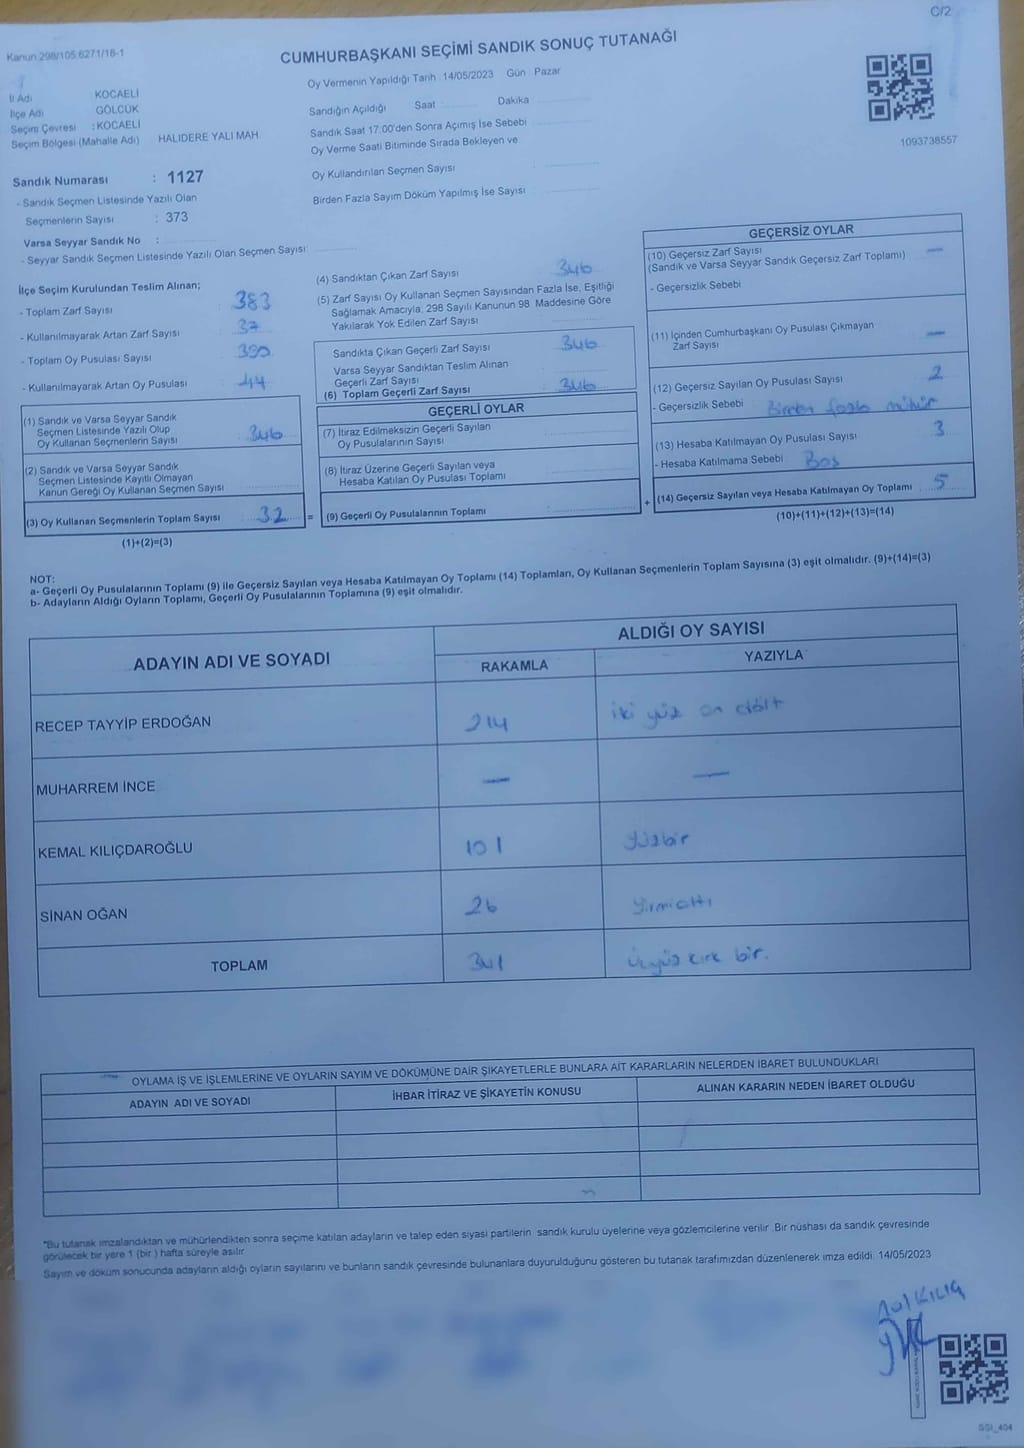 C/2
Kanun 298/105 6271/18-1
CUMHURBAŞKANI SEÇİMİ SANDIK SONUÇ TUTANAĞI
Oy Vermenin Yapıldığı Tarih 14/05/2023 Gün Pazar
İl Adı KOCAELİ
İlçe Adı GÖLCÜK
Seçim Çevresi : KOCAELİ
Seçim Bölgesi (Mahalle Adı) HALIDERE YALI MAH.
Sandık Numarası : 1127
- Sandık Seçmen Listesinde Yazılı Olan
Seçmenlerin Sayısı : 373
Varsa Seyyar Sandık No :
- Seyyar Sandık Seçmen Listesinde Yazılı Olan Seçmen Sayısı:
Sandığın Açıldığı Saat Dakika
Sandık Saat 17.00'den Sonra Açımış İse Sebebi
Oy Verme Saati Bitiminde Sırada Bekleyen ve
Oy Kullandırılan Seçmen Sayısı
Birden Fazla Sayım Döküm Yapılmış İse Sayısı
1093738557
İlçe Seçim Kurulundan Teslim Alınan;
- Toplam Zarf Sayısı 383
- Kullanılmayarak Artan Zarf Sayısı 37
- Toplam Oy Pusulası Sayısı 390
- Kullanılmayarak Artan Oy Pusulası 44
(1) Sandık ve Varsa Seyyar Sandık
Seçmen Listesinde Yazılı Olup
Oy Kullanan Seçmenlerin Sayısı 346
(2) Sandık ve Varsa Seyyar Sandık
Seçmen Listesinde Kayıtlı Olmayan
Kanun Gereği Oy Kullanan Seçmen Sayısı
(3) Oy Kullanan Seçmenlerin Toplam Sayısı 32 =
(1)+(2)=(3)
(4) Sandıktan Çıkan Zarf Sayısı 346
(5) Zarf Sayısı Oy Kullanan Seçmen Sayısından Fazla İse, Eşitliği
Sağlamak Amacıyla, 298 Sayılı Kanunun 98 Maddesine Göre
Yakılarak Yok Edilen Zarf Sayısı
Sandıkta Çıkan Geçerli Zarf Sayısı 346
Varsa Seyyar Sandıktan Teslim Alınan
Geçerli Zarf Sayısı
(6) Toplam Geçerli Zarf Sayısı 346
GEÇERLİ OYLAR
(7) İtiraz Edilmeksizin Geçerli Sayılan
Oy Pusulalarının Sayısı
(8) İtiraz Üzerine Geçerli Sayılan veya
Hesaba Katılan Oy Pusulası Toplamı
(9) Geçerli Oy Pusulalarının Toplamı : +
GEÇERSİZ OYLAR
(10) Geçersiz Zarf Sayısı —
(Sandık ve Varsa Seyyar Sandık Geçersiz Zarf Toplamı)
- Geçersizlik Sebebi
(11) İçinden Cumhurbaşkanı Oy Pusulası Çıkmayan
Zarf Sayısı —
(12) Geçersiz Sayılan Oy Pusulası Sayısı 2
- Geçersizlik Sebebi Birden fazla mühür
(13) Hesaba Katılmayan Oy Pusulası Sayısı 3
- Hesaba Katılmama Sebebi Boş
(14) Geçersiz Sayılan veya Hesaba Katılmayan Oy Toplamı 5
(10)+(11)+(12)+(13)=(14)
NOT:
a- Geçerli Oy Pusulalarının Toplamı (9) ile Geçersiz Sayılan veya Hesaba Katılmayan Oy Toplamı (14) Toplamları, Oy Kullanan Seçmenlerin Toplam Sayısına (3) eşit olmalıdır. (9)+(14)=(3)
b- Adayların Aldığı Oyların Toplamı, Geçerli Oy Pusulalarının Toplamına (9) eşit olmalıdır.
ADAYIN ADI VE SOYADI ALDIĞI OY SAYISI
RAKAMLA YAZIYLA
RECEP TAYYİP ERDOĞAN 214 iki yüz on dört
MUHARREM İNCE — —
KEMAL KILIÇDAROĞLU 101 yüzbir
SİNAN OĞAN 26 yirmialtı
TOPLAM 341 üçyüz kırk bir.
OYLAMA İŞ VE İŞLEMLERİNE VE OYLARIN SAYIM VE DÖKÜMÜNE DAİR ŞİKAYETLERLE BUNLARA AİT KARARLARIN NELERDEN İBARET BULUNDUKLARI
ADAYIN ADI VE SOYADI İHBAR İTİRAZ VE ŞİKAYETİN KONUSU ALINAN KARARIN NEDEN İBARET OLDUĞU
*Bu tutanak imzalandıktan ve mühürlendikten sonra seçime katılan adayların ve talep eden siyasi partilerin sandık kurulu üyelerine veya gözlemcilerine verilir. Bir nüshası da sandık çevresinde
görülecek bir yere 1 (bir) hafta süreyle asılır
Sayım ve döküm sonucunda adayların aldığı oyların sayılarını ve bunların sandık çevresinde bulunanlara duyurulduğunu gösteren bu tutanak tarafımızdan düzenlenerek imza edildi. 14/05/2023
KILIÇ